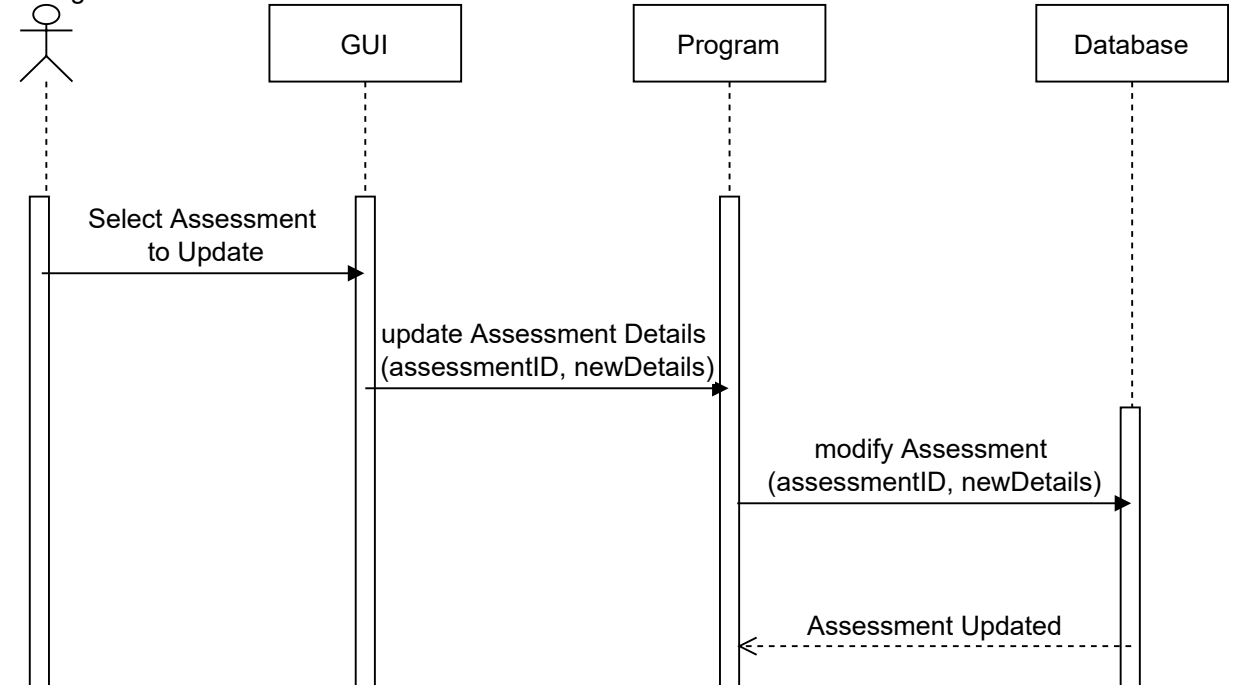 GUI
Program
Database
Select Assessment
to Update
update Assessment Details
(assessmentID, newDetails)
modify Assessment
(assessmentID, newDetails)
Assessment Updated